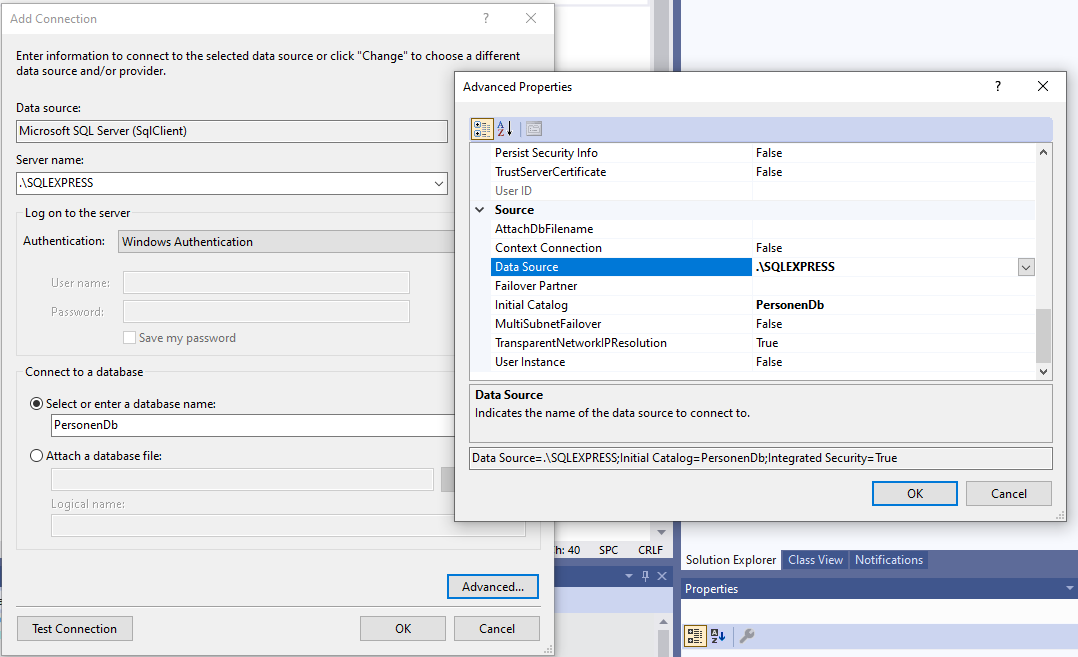 Add Connection
?
Enter information to connect to the selected data source or click "Change" to choose a different
data source and/or provider.
Data source:
Microsoft SQL Server (SqlClient)
Server name:
.\SQLEXPRESS
Log on to the server
Authentication:
Windows Authentication
User name:
Password:
Save my password
Connect to a database
Select or enter a database name:
PersonenDb
Attach a database file:
Logical name:
Advanced...
Test Connection
OK
Cancel
Advanced Properties
?
Persist Security Info False
TrustServerCertificate False
User ID
Source
AttachDbFilename
Context Connection False
Data Source .\SQLEXPRESS
Failover Partner
Initial Catalog PersonenDb
MultiSubnetFailover False
TransparentNetworkIPResolution True
User Instance False
Data Source
Indicates the name of the data source to connect to.
Data Source=.\SQLEXPRESS;Initial Catalog=PersonenDb;Integrated Security=True
OK
Cancel
h: 40 SPC CRLF
Solution Explorer Class View Notifications
Properties